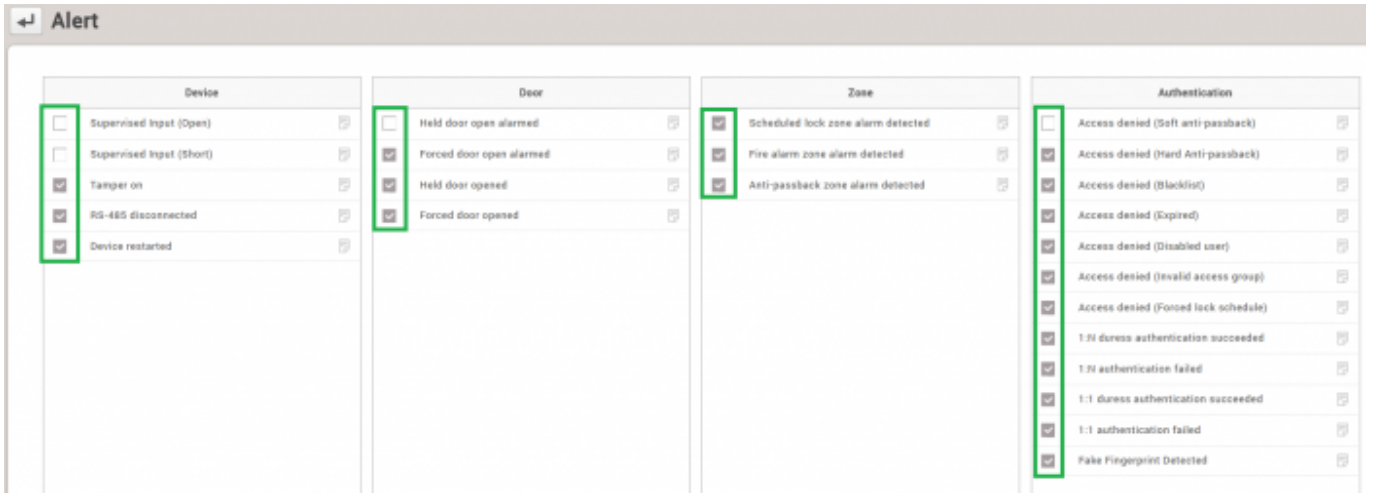 Alert
Device
Supervised Input (Open)
Supervised Input (Short)
Tamper on
RS-485 disconnected
Device restarted
Door
Held door open alarmed
Forced door open alarmed
Held door opened
Forced door opened
Zone
Scheduled lock zone alarm detected
Fire alarm zone alarm detected
Anti-passback zone alarm detected
Authentication
Access denied (Soft anti-passback)
Access denied (Hard Anti-passback)
Access denied (Blacklist)
Access denied (Expired)
Access denied (Disabled user)
Access denied (Invalid access group)
Access denied (Forced lock schedule)
1:N duress authentication succeeded
1:N authentication failed
1:1 duress authentication succeeded
1:1 authentication failed
Fake Fingerprint Detected